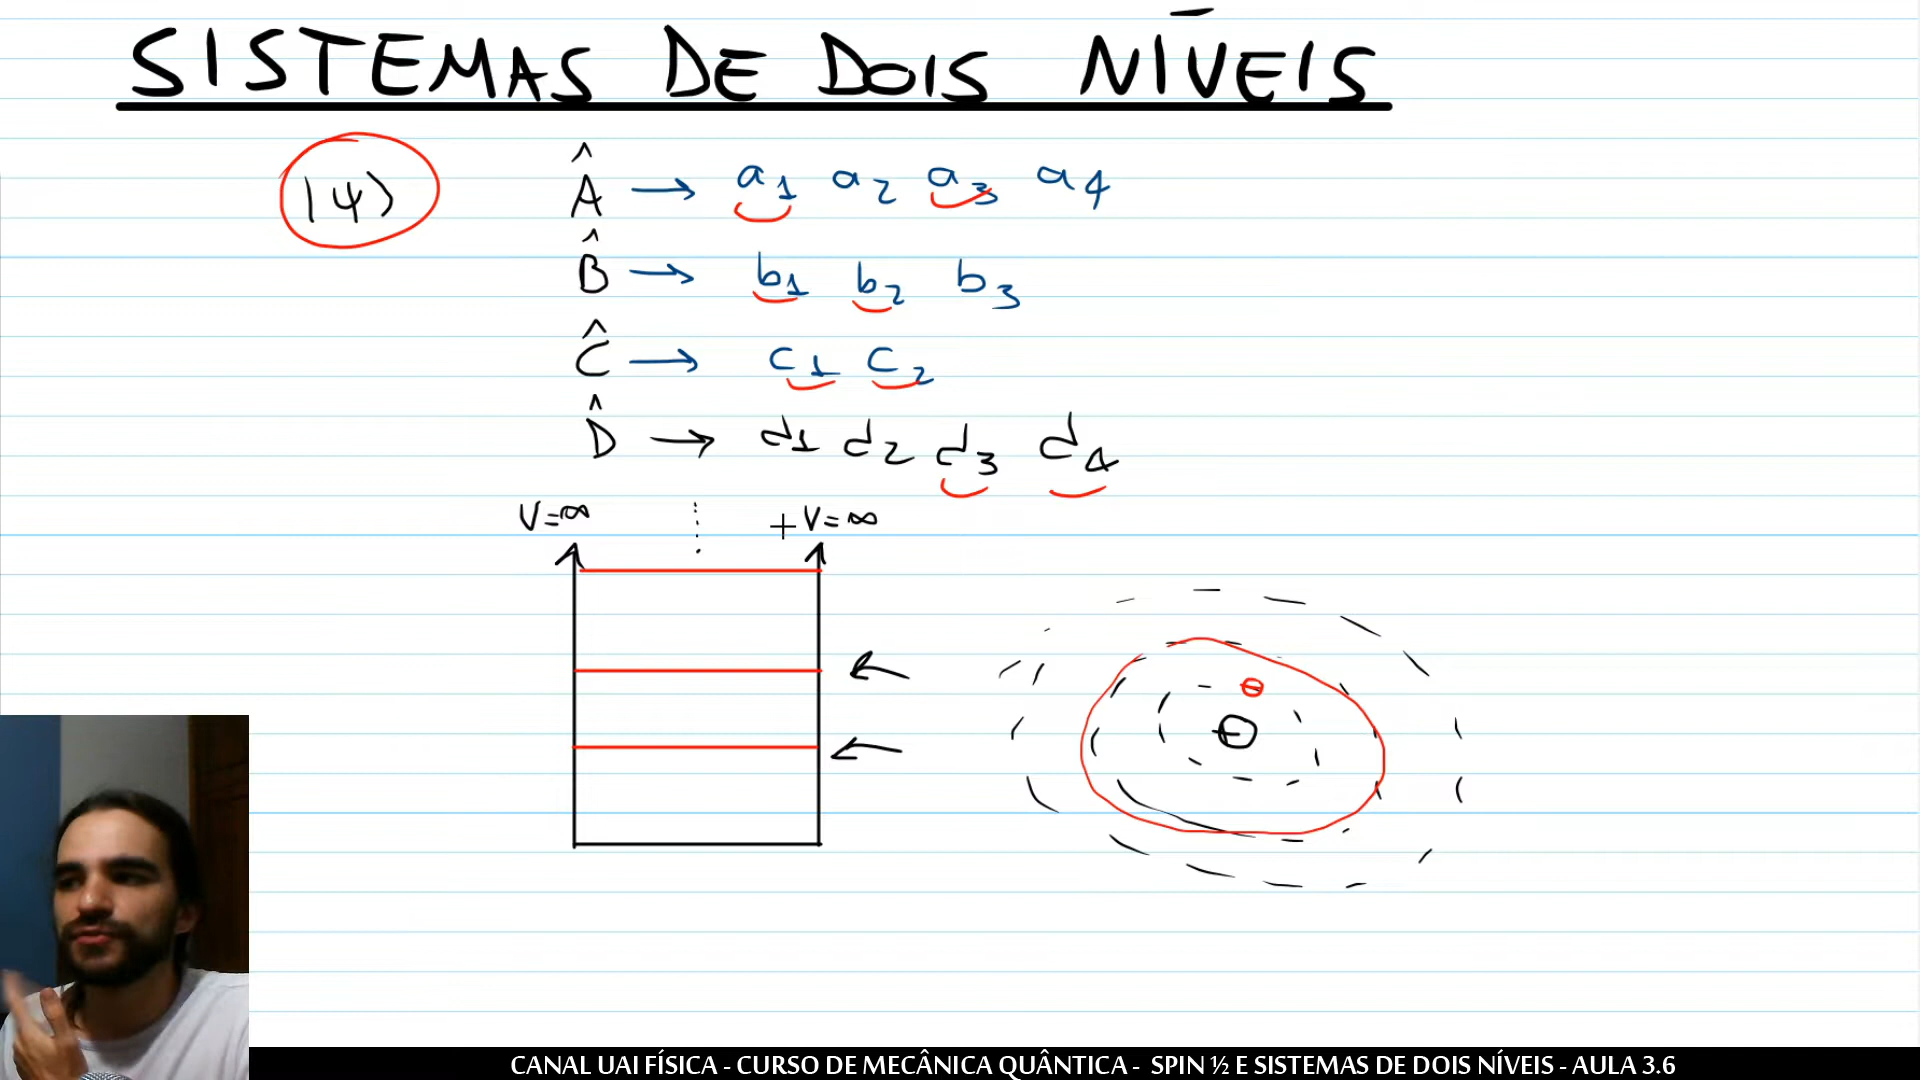 SISTEMAS DE DOIS NÍVEIS
|ψ⟩
Â → a1 a2 a3 a4
B̂ → b1 b2 b3
Ĉ → c1 c2
D̂ → d1 d2 d3 d4
V=∞ +V=∞
CANAL UAI FÍSICA - CURSO DE MECÂNICA QUÂNTICA - SPIN ½ E SISTEMAS DE DOIS NÍVEIS - AULA 3.6